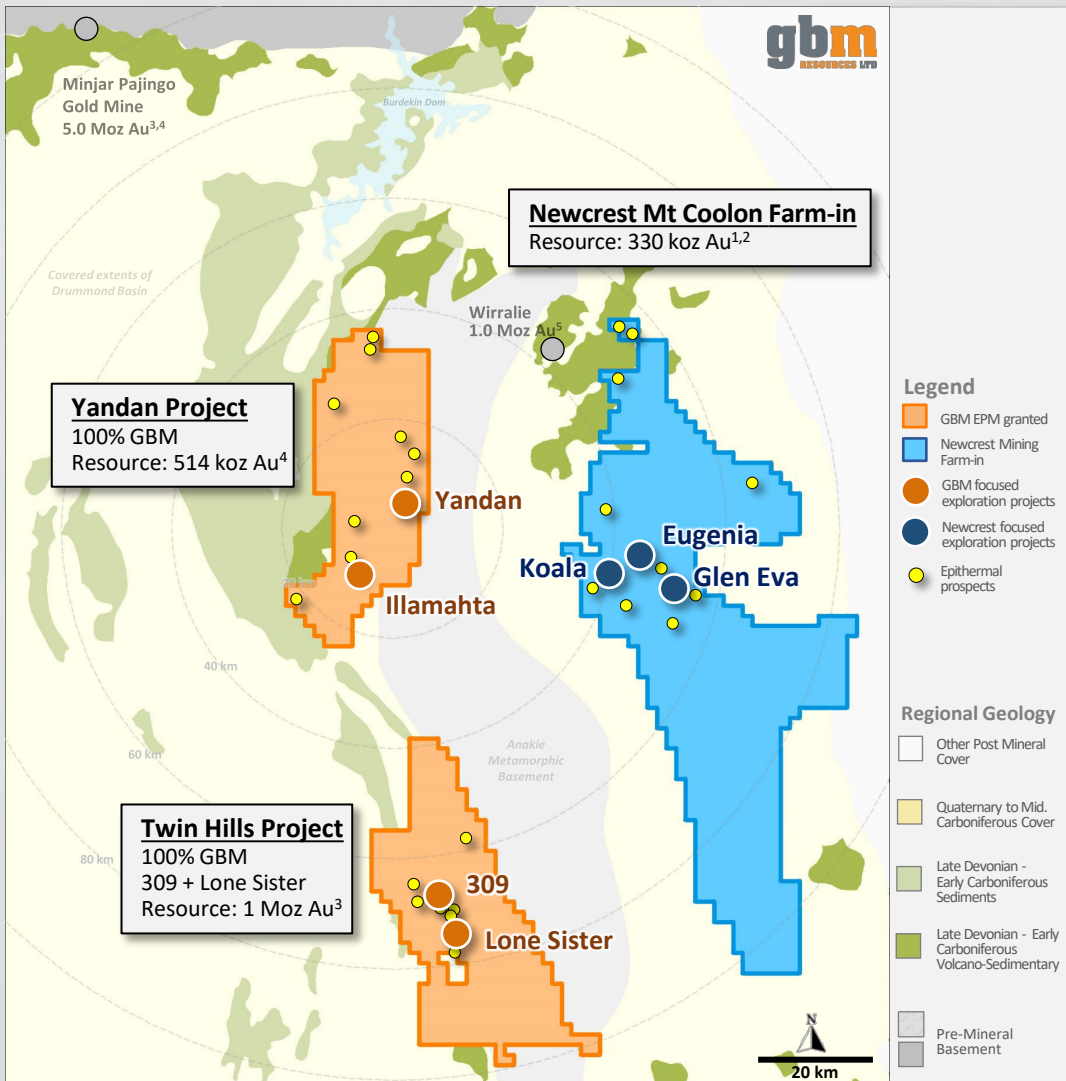 gbm
RESOURCES LTD
Minjar Pajingo
Gold Mine
5.0 Moz Au3,4
Burdekin Dam
Newcrest Mt Coolon Farm-in
Resource: 330 koz Au1,2
Covered extents of
Drummond Basin
Wirralie
1.0 Moz Au5
Yandan Project
100% GBM
Resource: 514 koz Au4
Yandan
Eugenia
Koala
Glen Eva
20 km
Illamahta
40 km
60 km
Anakie
Metamorphic
Basement
Twin Hills Project
100% GBM
309 + Lone Sister
Resource: 1 Moz Au3
80 km
309
Lone Sister
N
20 km
Legend
GBM EPM granted
Newcrest Mining
Farm-in
GBM focused
exploration projects
Newcrest focused
exploration projects
Epithermal
prospects
Regional Geology
Other Post Mineral
Cover
Quaternary to Mid.
Carboniferous Cover
Late Devonian -
Early Carboniferous
Sediments
Late Devonian - Early
Carboniferous
Volcano-Sedimentary
Pre-Mineral
Basement